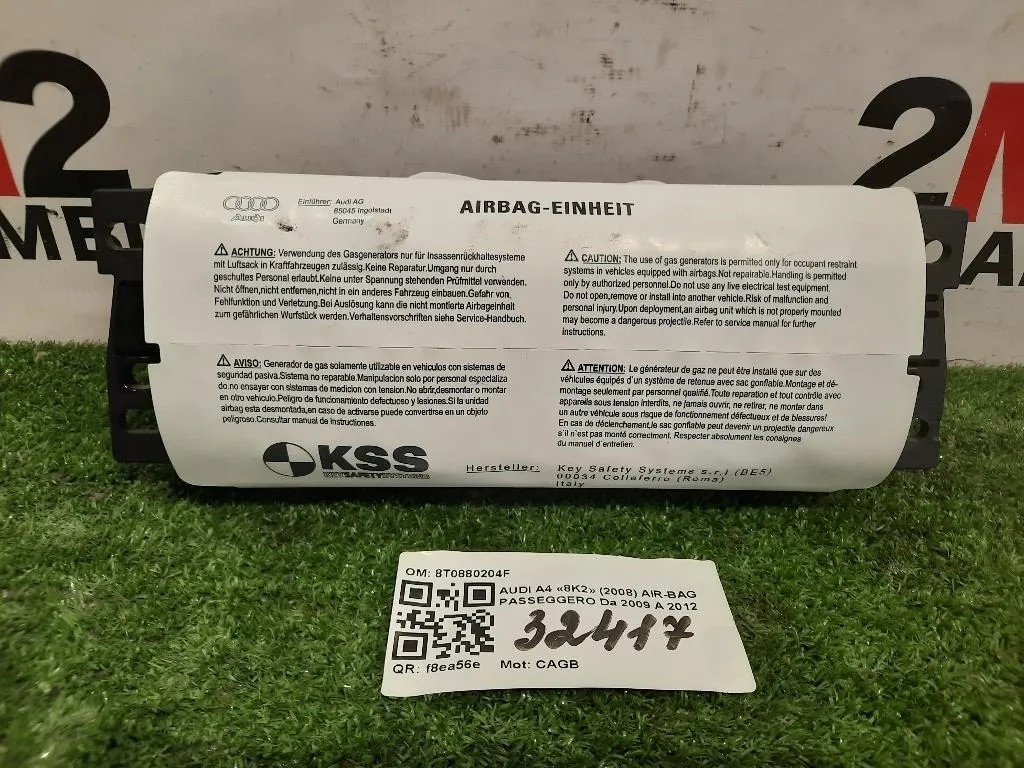 2
MET
2
M
Audi
Einführer: Audi AG
85045 Ingolstadt
Germany
AIRBAG-EINHEIT
ACHTUNG: Verwendung des Gasgenerators nur für Insassenrückhaltesysteme
mit Luftsack in Kraftfahrzeugen zulässig.Keine Reparatur.Umgang nur durch
geschultes Personal erlaubt.Keine unter Spannung stehenden Prüfmittel verwenden.
Nicht öffnen,nicht entfernen,nicht in ein anderes Fahrzeug einbauen.Gefahr von
Fehlfunktion und Verletzung.Bei Auslösung kann die nicht montierte Airbageinheit
zum gefährlichen Wurfstück werden.Verhaltensvorschriften siehe Service-Handbuch.
CAUTION: The use of gas generators is permitted only for occupant restraint
systems in vehicles equipped with airbags.Not repairable.Handling is permitted
only by authorized personnel.Do not use any live electrical test equipment.
Do not open,remove or install into another vehicle.Risk of malfunction and
personal injury.Upon deployment,an airbag unit which is not properly mounted
may become a dangerous projectile.Refer to service manual for further
instructions.
AVISO: Generador de gas solamente utilizable en vehiculos con sistemas de
seguridad pasiva.Sistema no reparable.Manipulacion solo por personal especializa
do.no ensayar con sistemas de medicion con tension.No abrir,desmontar o montar
en otro vehiculo.Peligro de funcionamiento defectuoso y lesiones.Si la unidad
airbag esta desmontada,en caso de activarse puede convertirse en un objeto
peligroso.Consultar manual de instructiones.
ATTENTION: Le générateur de gaz ne peut être installé que sur des
véhicules équipés d'un système de retenue avec sac gonflable.Montage et dé-
montage seulement par personnel qualifié.Toute reparation et tout contrôle avec
appareils sous tension interdits, ne jamais ouvrir, ne retirer, ne monter dans
un autre véhicule sous risque de fonctionnement défectueux et de blessures!
En cas de déclenchement,le sac gonflable peut devenir un projectile dangereux
s'il n'est pas monté correctement. Respecter absolument les consignes
du manuel d'entretien.
KSS
KEYSAFETYSYSTEMS
Hersteller: Key Safety Systems s.r.l (BE5)
00034 Colleferro (Roma)
Italy
OM: 8T0880204F
AUDI A4 «8K2» (2008) AIR-BAG
PASSEGGERO Da 2009 A 2012
32417
QR: f8ea56e Mot: CAGB